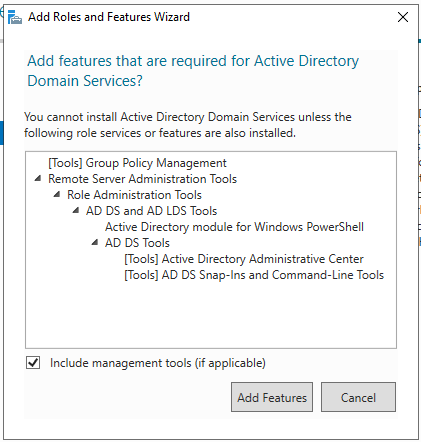 Add Roles and Features Wizard
Add features that are required for Active Directory
Domain Services?
You cannot install Active Directory Domain Services unless the
following role services or features are also installed.
[Tools] Group Policy Management
Remote Server Administration Tools
Role Administration Tools
AD DS and AD LDS Tools
Active Directory module for Windows PowerShell
AD DS Tools
[Tools] Active Directory Administrative Center
[Tools] AD DS Snap-Ins and Command-Line Tools
Include management tools (if applicable)
Add Features
Cancel